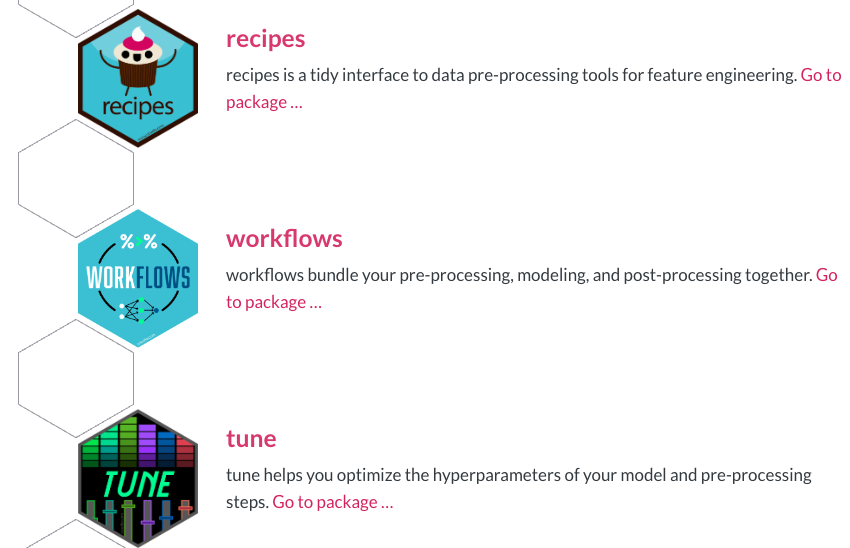 recipes
recipes is a tidy interface to data pre-processing tools for feature engineering. Go to
package ...
recipes
workflows
% %
workflows bundle your pre-processing, modeling, and post-processing together. Go
to package ...
WORKFLOWS
tune
tune helps you optimize the hyperparameters of your model and pre-processing
steps. Go to package ...
TUNE